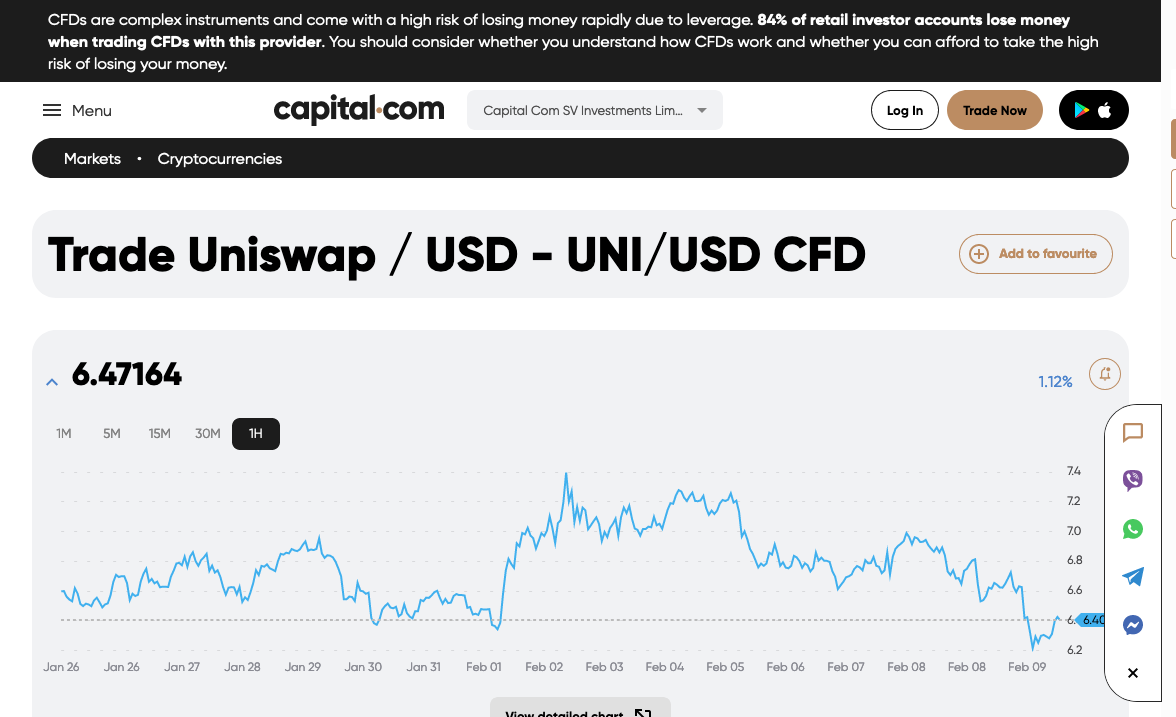 CFDs are complex instruments and come with a high risk of losing money rapidly due to leverage. 84% of retail investor accounts lose money
when trading CFDs with this provider. You should consider whether you understand how CFDs work and whether you can afford to take the high
risk of losing your money.
Menu
capital.com
Capital Com SV Investments Lim...
Log In
Trade Now
Markets • Cryptocurrencies
Trade Uniswap / USD - UNI/USD CFD
Add to favourite
6.47164
1.12%
1M 5M 15M 30M 1H
7.4
7.2
7.0
6.8
6.6
6. 6.40
6.2
Jan 26 Jan 26 Jan 27 Jan 28 Jan 29 Jan 30 Jan 31 Feb 01 Feb 02 Feb 03 Feb 04 Feb 05 Feb 06 Feb 07 Feb 08 Feb 08 Feb 09
View detailed chart